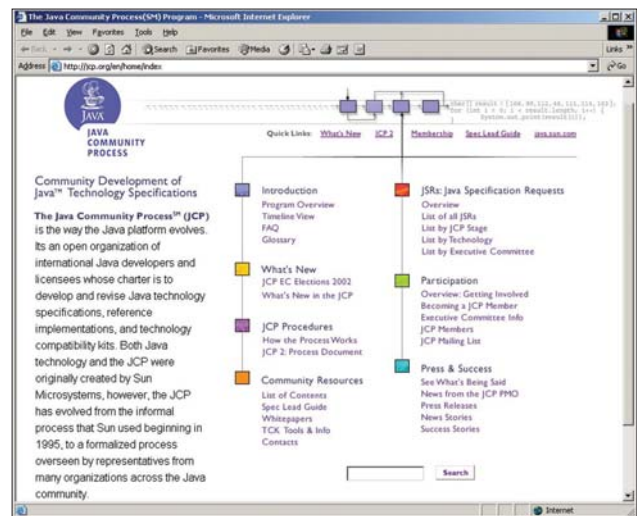 The Java Community Process(SM) Program - Microsoft Internet Explorer
File Edit View Favorites Tools Help
Back Search Favorites Media Links
Address http://jcp.org/en/home/index Go
JAVA
JAVA
COMMUNITY
PROCESS
for (int i = 0; i < result.length; i++) {
System.out.print(result[i]);
Quick Links: What's New JCP 2 Membership Spec Lead Guide java.sun.com
Community Development of
Java™ Technology Specifications
The Java Community Process℠ (JCP)
is the way the Java platform evolves.
Its an open organization of
international Java developers and
licensees whose charter is to
develop and revise Java technology
specifications, reference
implementations, and technology
compatibility kits. Both Java
technology and the JCP were
originally created by Sun
Microsystems, however, the JCP
has evolved from the informal
process that Sun used beginning in
1995, to a formalized process
overseen by representatives from
many organizations across the Java
community.
Introduction
Program Overview
Timeline View
FAQ
Glossary
What's New
JCP EC Elections 2002
What's New in the JCP
JCP Procedures
How the Process Works
JCP 2: Process Document
Community Resources
List of Contents
Spec Lead Guide
Whitepapers
TCK Tools & Info
Contacts
JSRs: Java Specification Requests
Overview
List of all JSRs
List by JCP Stage
List by Technology
List by Executive Committee
Participation
Overview: Getting Involved
Becoming a JCP Member
Executive Committee Info
JCP Members
JCP Mailing List
Press & Success
See What's Being Said
News from the JCP PMO
Press Releases
News Stories
Success Stories
Search
Internet